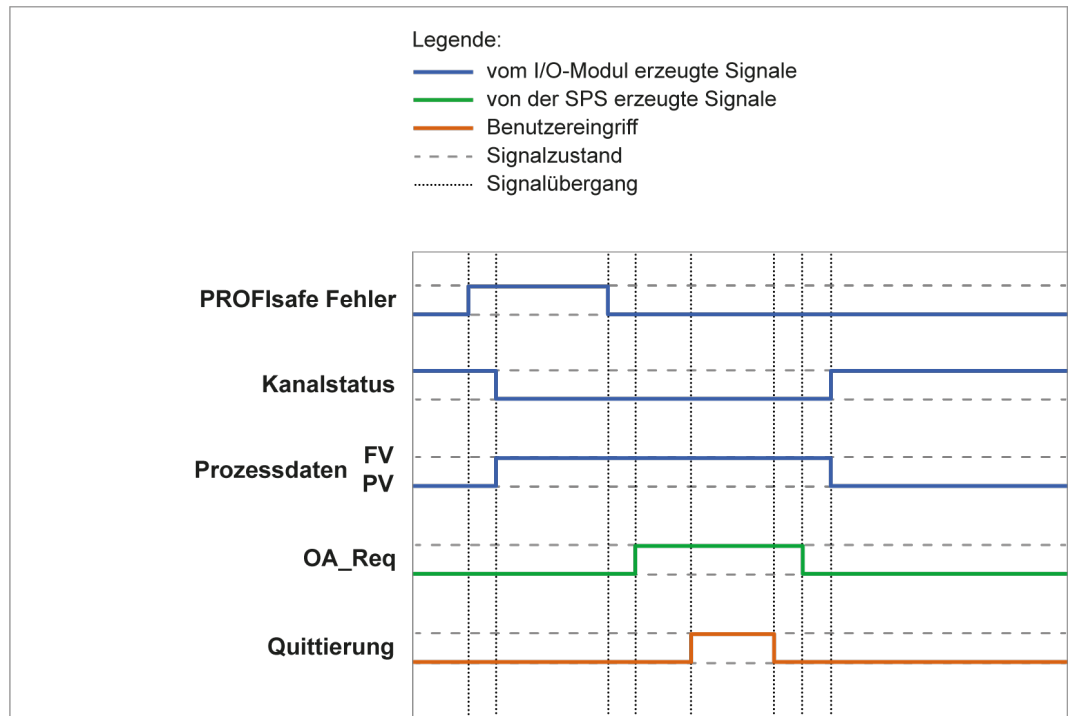 Legende:
vom I/O-Modul erzeugte Signale
von der SPS erzeugte Signale
Benutzereingriff
Signalzustand
Signalübergang
PROFIsafe Fehler
Kanalstatus
Prozessdaten FV
PV
OA_Req
Quittierung